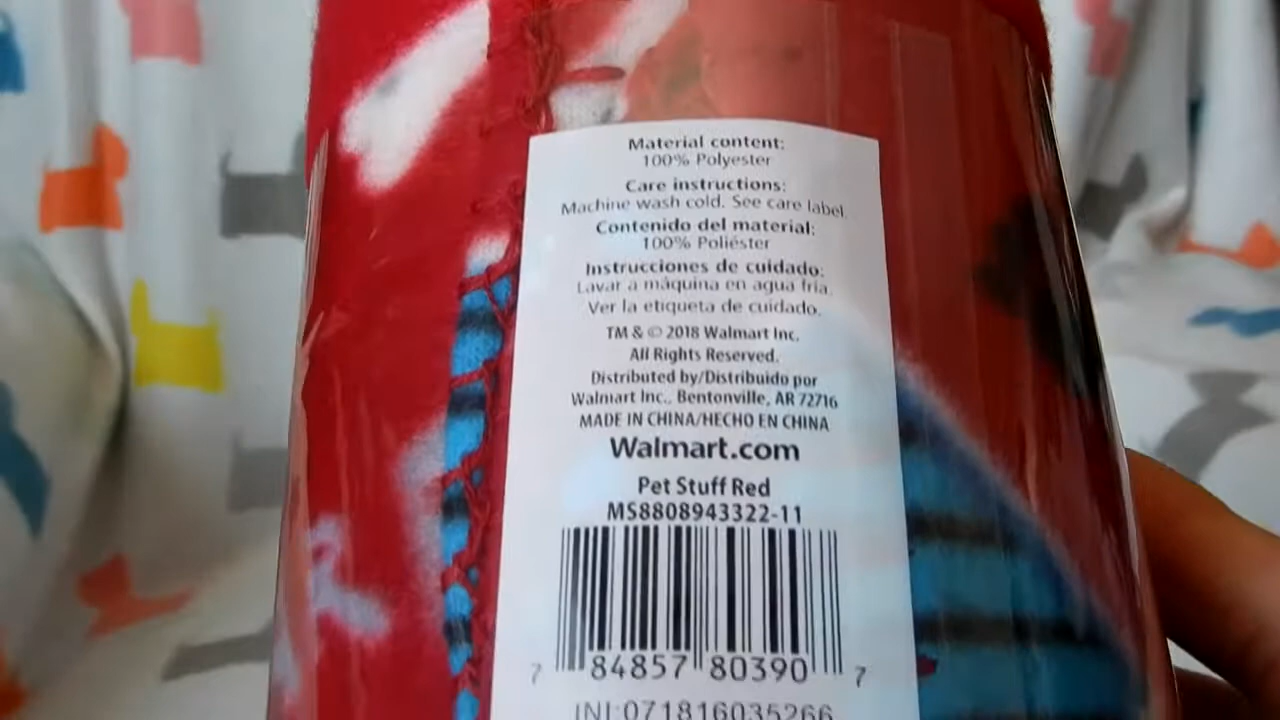 Material content:
100% Polyester
Care instructions:
Machine wash cold. See care label.
Contenido del material:
100% Poliéster
Instrucciones de cuidado:
Lavar a máquina en agua fría.
Ver la etiqueta de cuidado.
TM & © 2018 Walmart Inc.
All Rights Reserved.
Distributed by/Distribuido por
Walmart Inc., Bentonville, AR 72716
MADE IN CHINA/HECHO EN CHINA
Walmart.com
Pet Stuff Red
MS8808943322-11
7 84857 80390 7
INI:071816035266